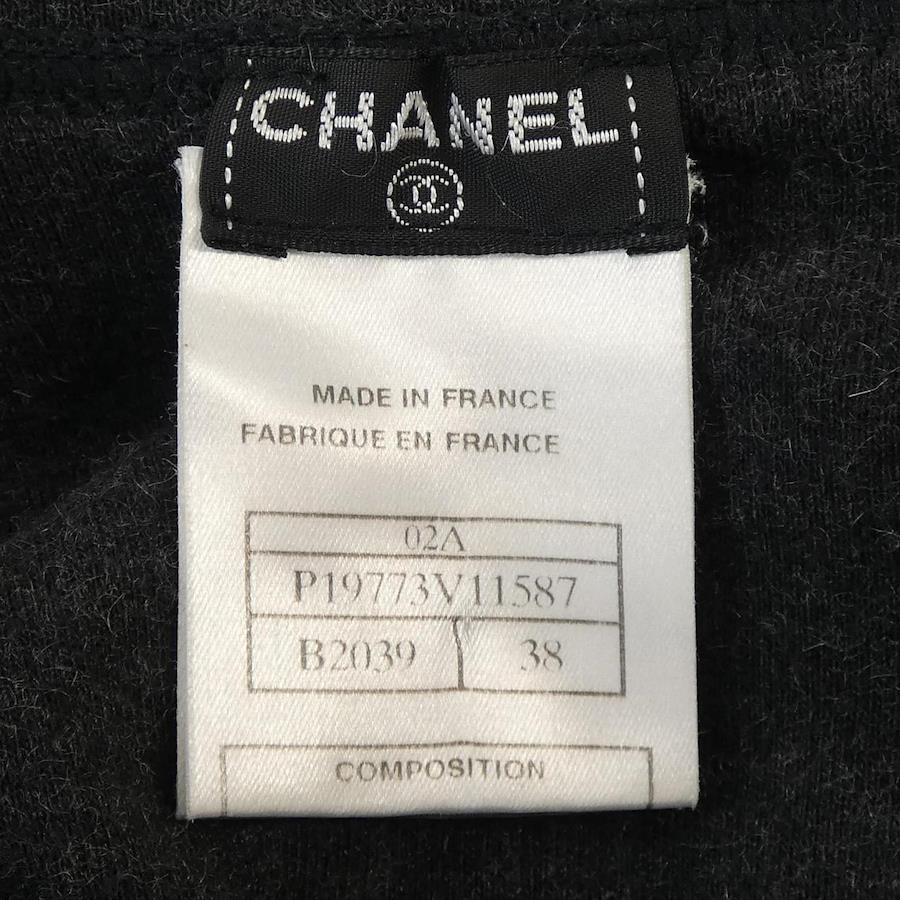 CHANEL
MADE IN FRANCE
FABRIQUE EN FRANCE
02A
P19773V11587
B2039 38
COMPOSITION